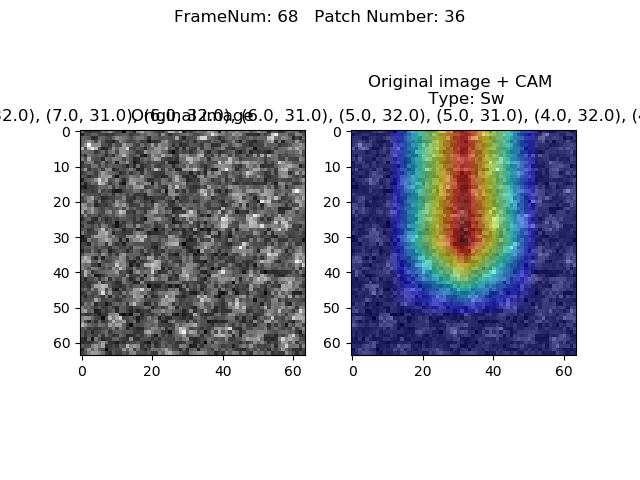 FrameNum: 68   Patch Number: 36
Original image + CAM
Type: Sw
32.0), (7.0, 31.0), (6.0, 32.0), (6.0, 31.0), (5.0, 32.0), (5.0, 31.0), (4.0, 32.0), (4
Original image
0
10
20
30
40
50
60
0 20 40 60
0
10
20
30
40
50
60
0 20 40 60